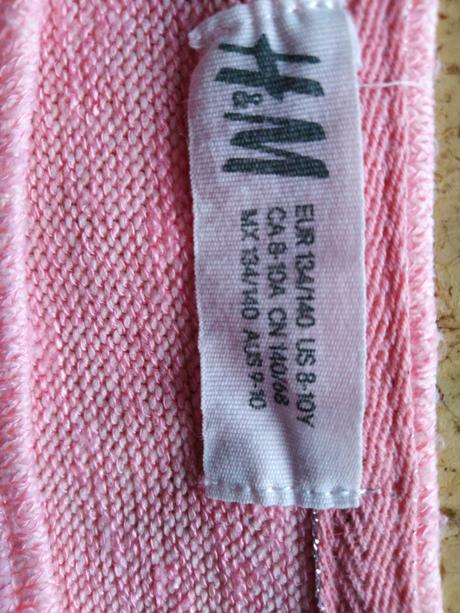 H&M
EUR 134/140 US 8-10Y
CA 8-10A CN 140/68
MX 134/140 AUS 9-10